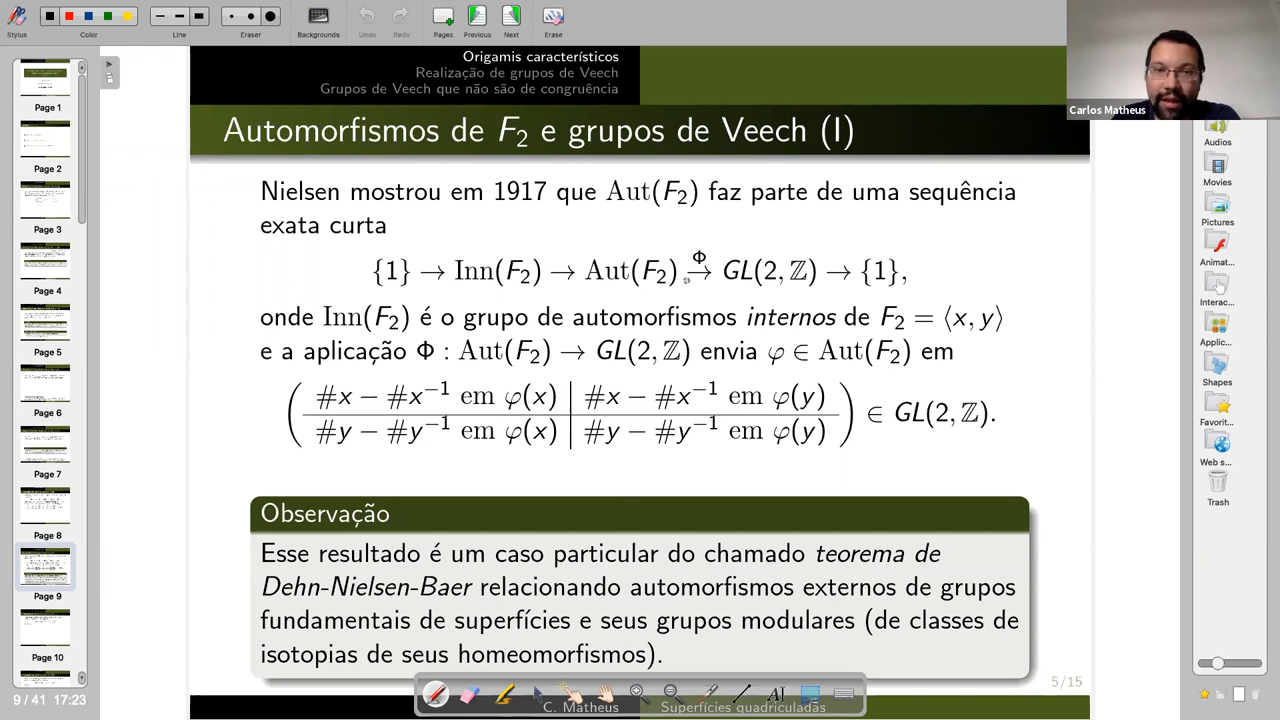 Stylus
Color
Line
Eraser
Backgrounds
Undo
Redo
Pages
Previous
Next
Erase
Carlos Matheus
Origamis característicos
Realização de grupos de Veech
Grupos de Veech que não são de congruência
Automorfismos de F₂ e grupos de Veech (I)
Nielsen mostrou em 1917 que Aut(F₂) faz parte de uma sequência
exata curta
{1} → Inn(F₂) → Aut(F₂) →^Φ GL(2, ℤ) → {1},
onde Inn(F₂) é o grupo de automorfismos internos de F₂ = ⟨x, y⟩
e a aplicação Φ : Aut(F₂) → GL(2, ℤ) envia φ ∈ Aut(F₂) em
( #x − #x⁻¹ em φ(x) | #x − #x⁻¹ em φ(y) )
( #y − #y⁻¹ em φ(x) | #y − #y⁻¹ em φ(y) ) ∈ GL(2, ℤ).
Observação
Esse resultado é um caso particular do chamado teorema de
Dehn-Nielsen-Baer relacionando automorfismos externos de grupos
fundamentais de superfícies e seus grupos modulares (de classes de
isotopias de seus homeomorfismos).
5/15
C. Matheus
Superfícies quadriculadas
Page 1
Page 2
Page 3
Page 4
Page 5
Page 6
Page 7
Page 8
Page 9
Page 10
9 / 41 17:23
Audios
Movies
Pictures
Animat...
Interac...
Applic...
Shapes
Favorit...
Web s...
Trash